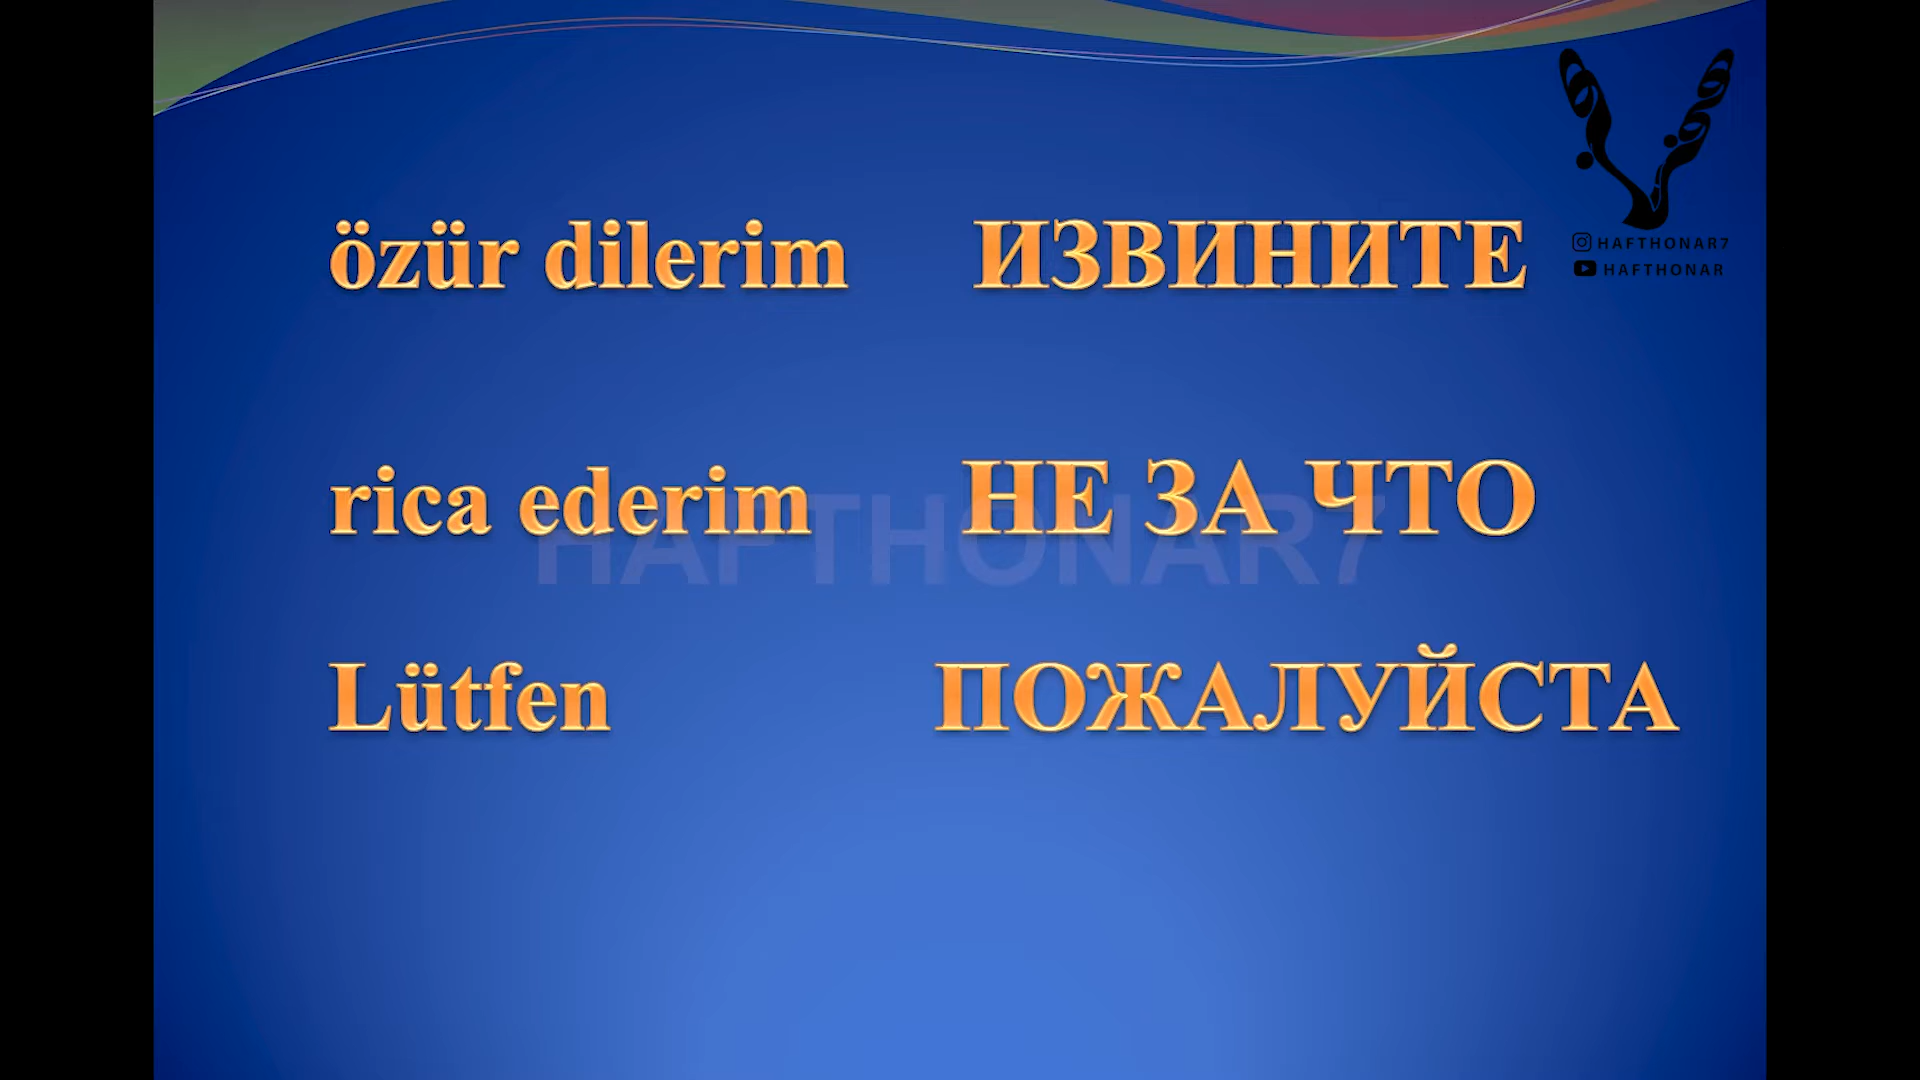 özür dilerim ИЗВИНИТЕ
HAFTHONAR7
HAFTHONAR
rica ederim НЕ ЗА ЧТО
HAFTHONAR7
Lütfen ПОЖАЛУЙСТА